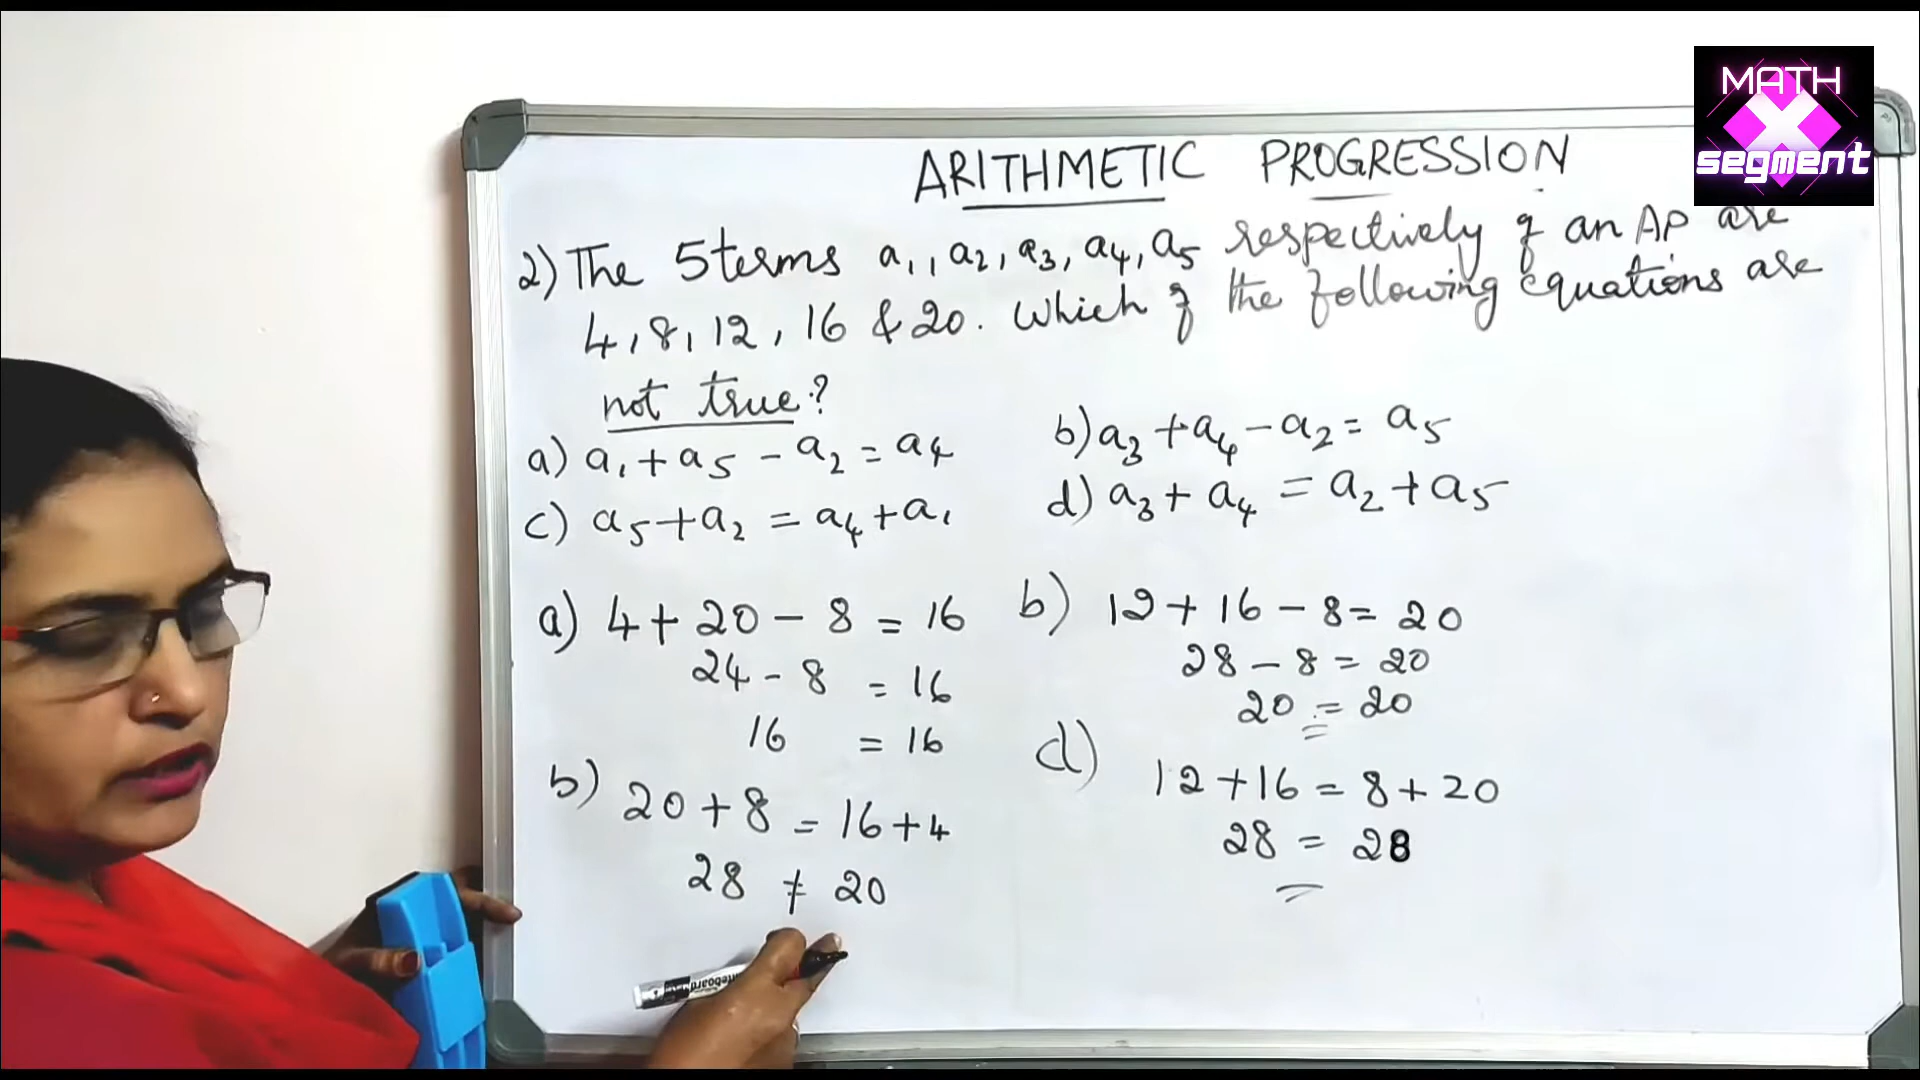 MATH
X
segment
ARITHMETIC PROGRESSION
2) The 5 terms a₁, a₂, a₃, a₄, a₅ respectively of an AP are
4, 8, 12, 16 & 20. Which of the following equations are
not true?
a) a₁ + a₅ - a₂ = a₄
b) a₃ + a₄ - a₂ = a₅
c) a₅ + a₂ = a₄ + a₁
d) a₃ + a₄ = a₂ + a₅
a) 4 + 20 - 8 = 16
24 - 8 = 16
16 = 16
b) 12 + 16 - 8 = 20
28 - 8 = 20
20 = 20
b) 20 + 8 = 16 + 4
28 ≠ 20
d) 12 + 16 = 8 + 20
28 = 28